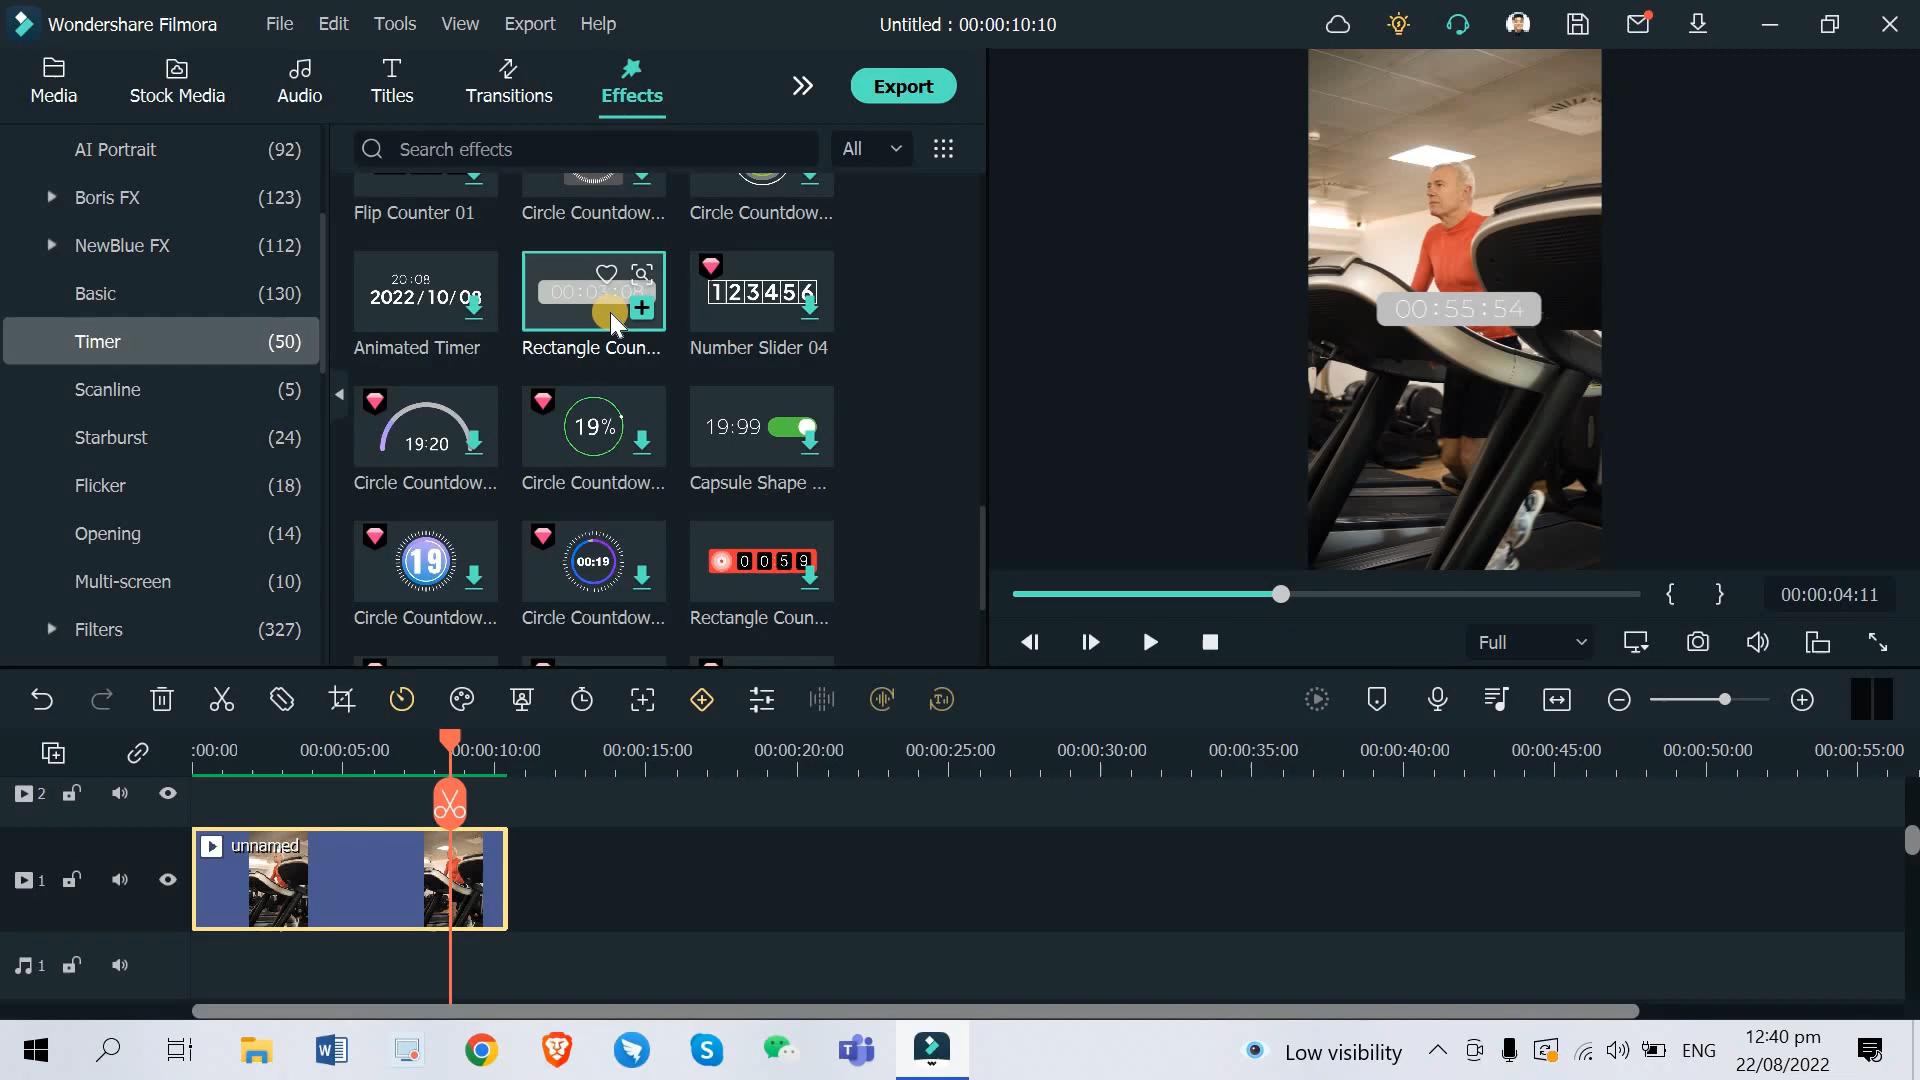 Wondershare Filmora
File
Edit
Tools
View
Export
Help
Untitled : 00:00:10:10
Media
Stock Media
Audio
Titles
Transitions
Effects
Export
AI Portrait (92)
Boris FX (123)
NewBlue FX (112)
Basic (130)
Timer (50)
Scanline (5)
Starburst (24)
Flicker (18)
Opening (14)
Multi-screen (10)
Filters (327)
Search effects
All
Flip Counter 01
Circle Countdow...
Circle Countdow...
20:08
2022/10/08
Animated Timer
00:03:08
Rectangle Coun...
123456
Number Slider 04
19:20
Circle Countdow...
19%
Circle Countdow...
19:99
Capsule Shape ...
19
Circle Countdow...
00:19
Circle Countdow...
0 0 5 9
Rectangle Coun...
00:55:54
{ }
00:00:04:11
Full
:00:00
00:00:05:00
00:00:10:00
00:00:15:00
00:00:20:00
00:00:25:00
00:00:30:00
00:00:35:00
00:00:40:00
00:00:45:00
00:00:50:00
00:00:55:00
2
1
unnamed
1
Low visibility
ENG
12:40 pm
22/08/2022